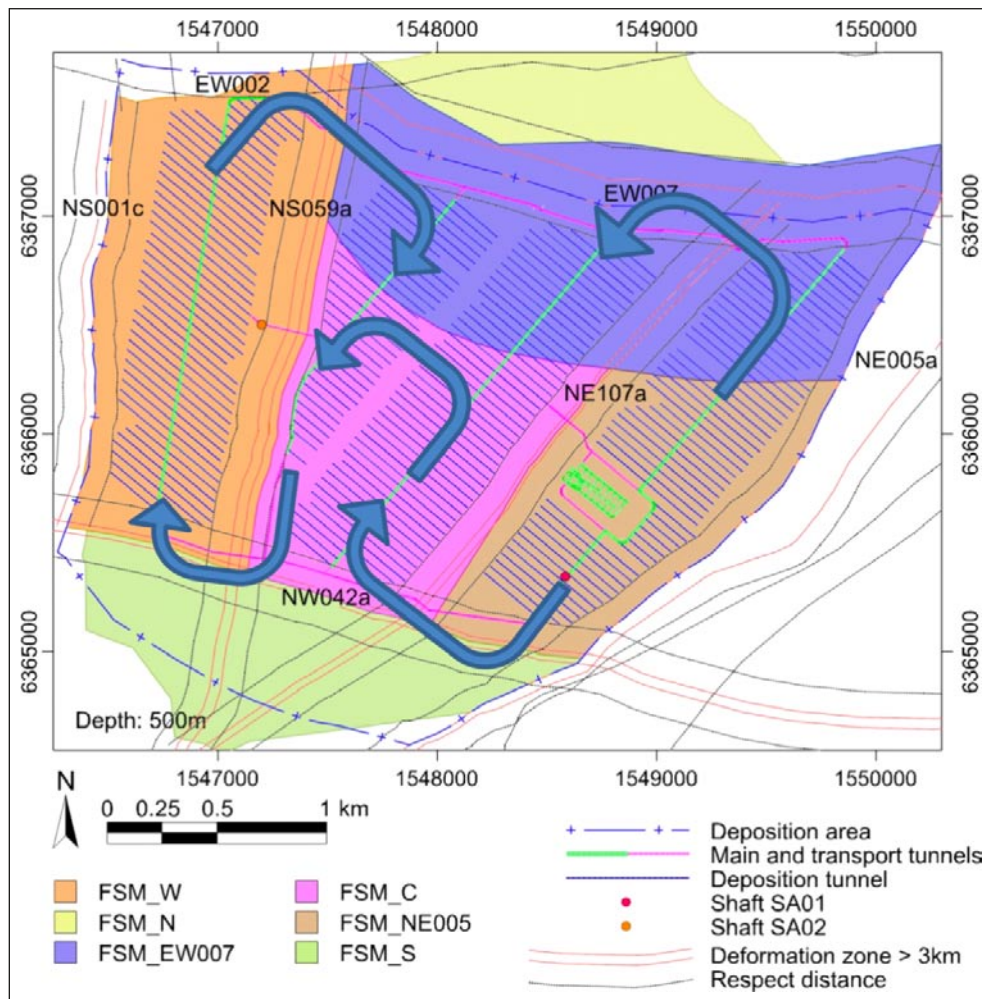 1547000 1548000 1549000 1550000
EW002
EW007
6367000 NS001c NS059a 6367000
NE005a
NE107a
6366000 6366000
NW042a
6365000 6365000
Depth: 500m
1547000 1548000 1549000 1550000
N
0 0.25 0.5 1 km
Deposition area
Main and transport tunnels
Deposition tunnel
FSM_W FSM_C Shaft SA01
FSM_N FSM_NE005 Shaft SA02
FSM_EW007 FSM_S Deformation zone > 3km
Respect distance